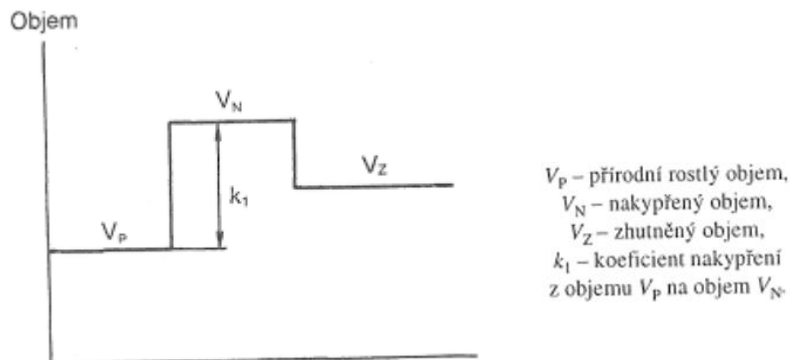 Objem
V_N
V_Z
k_1
V_P
V_P – přírodní rostlý objem,
V_N – nakypřený objem,
V_Z – zhutněný objem,
k_1 – koeficient nakypření
z objemu V_P na objem V_N.